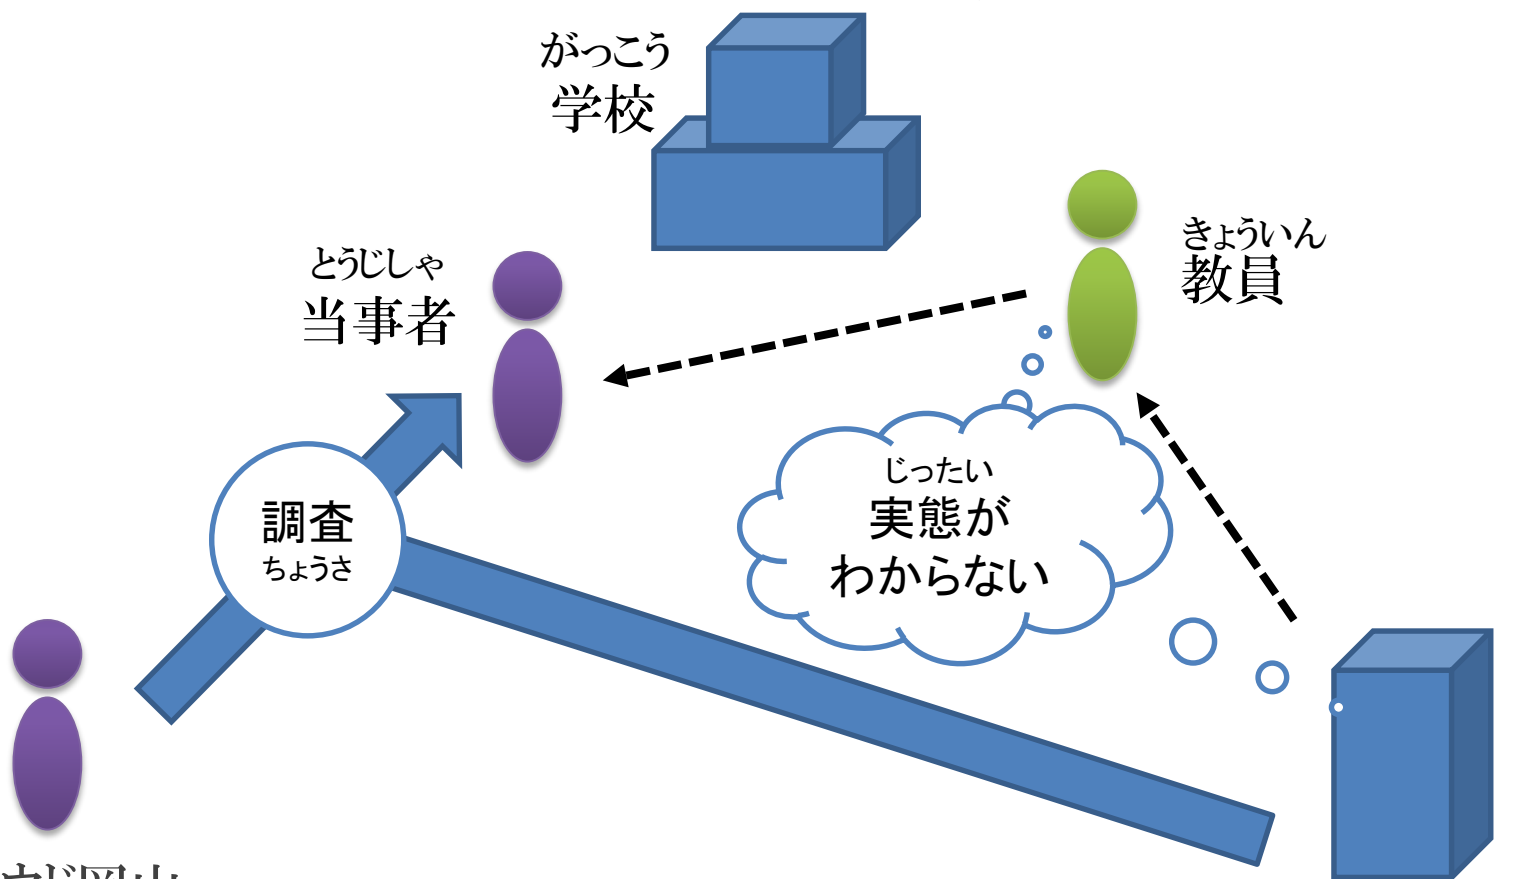 がっこう
学校
きょういん
教員
とうじしゃ
当事者
じったい
実態が
わからない
調査
ちょうさ